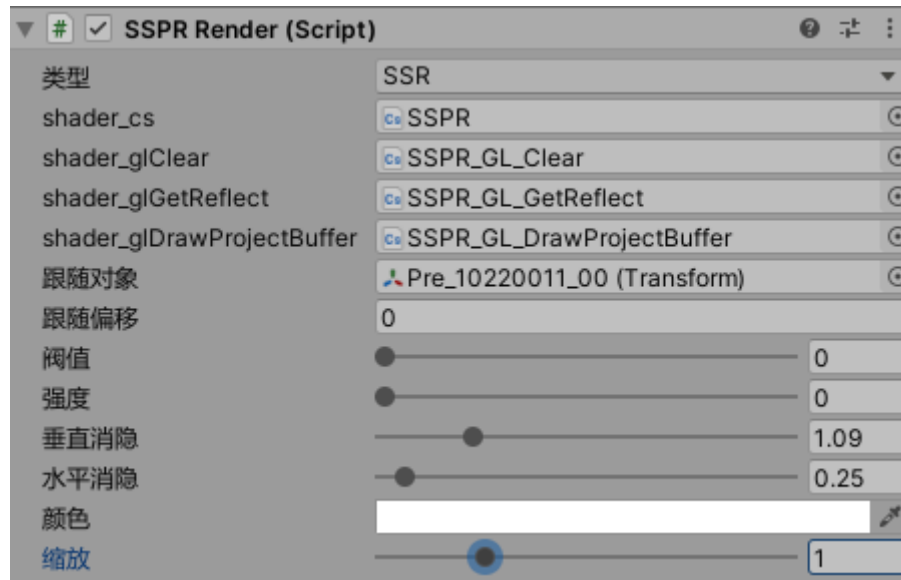 SSPR Render (Script)
类型 SSR
shader_cs SSPR
shader_glClear SSPR_GL_Clear
shader_glGetReflect SSPR_GL_GetReflect
shader_glDrawProjectBuffer SSPR_GL_DrawProjectBuffer
跟随对象 Pre_10220011_00 (Transform)
跟随偏移 0
阀值 0
强度 0
垂直消隐 1.09
水平消隐 0.25
颜色
缩放 1